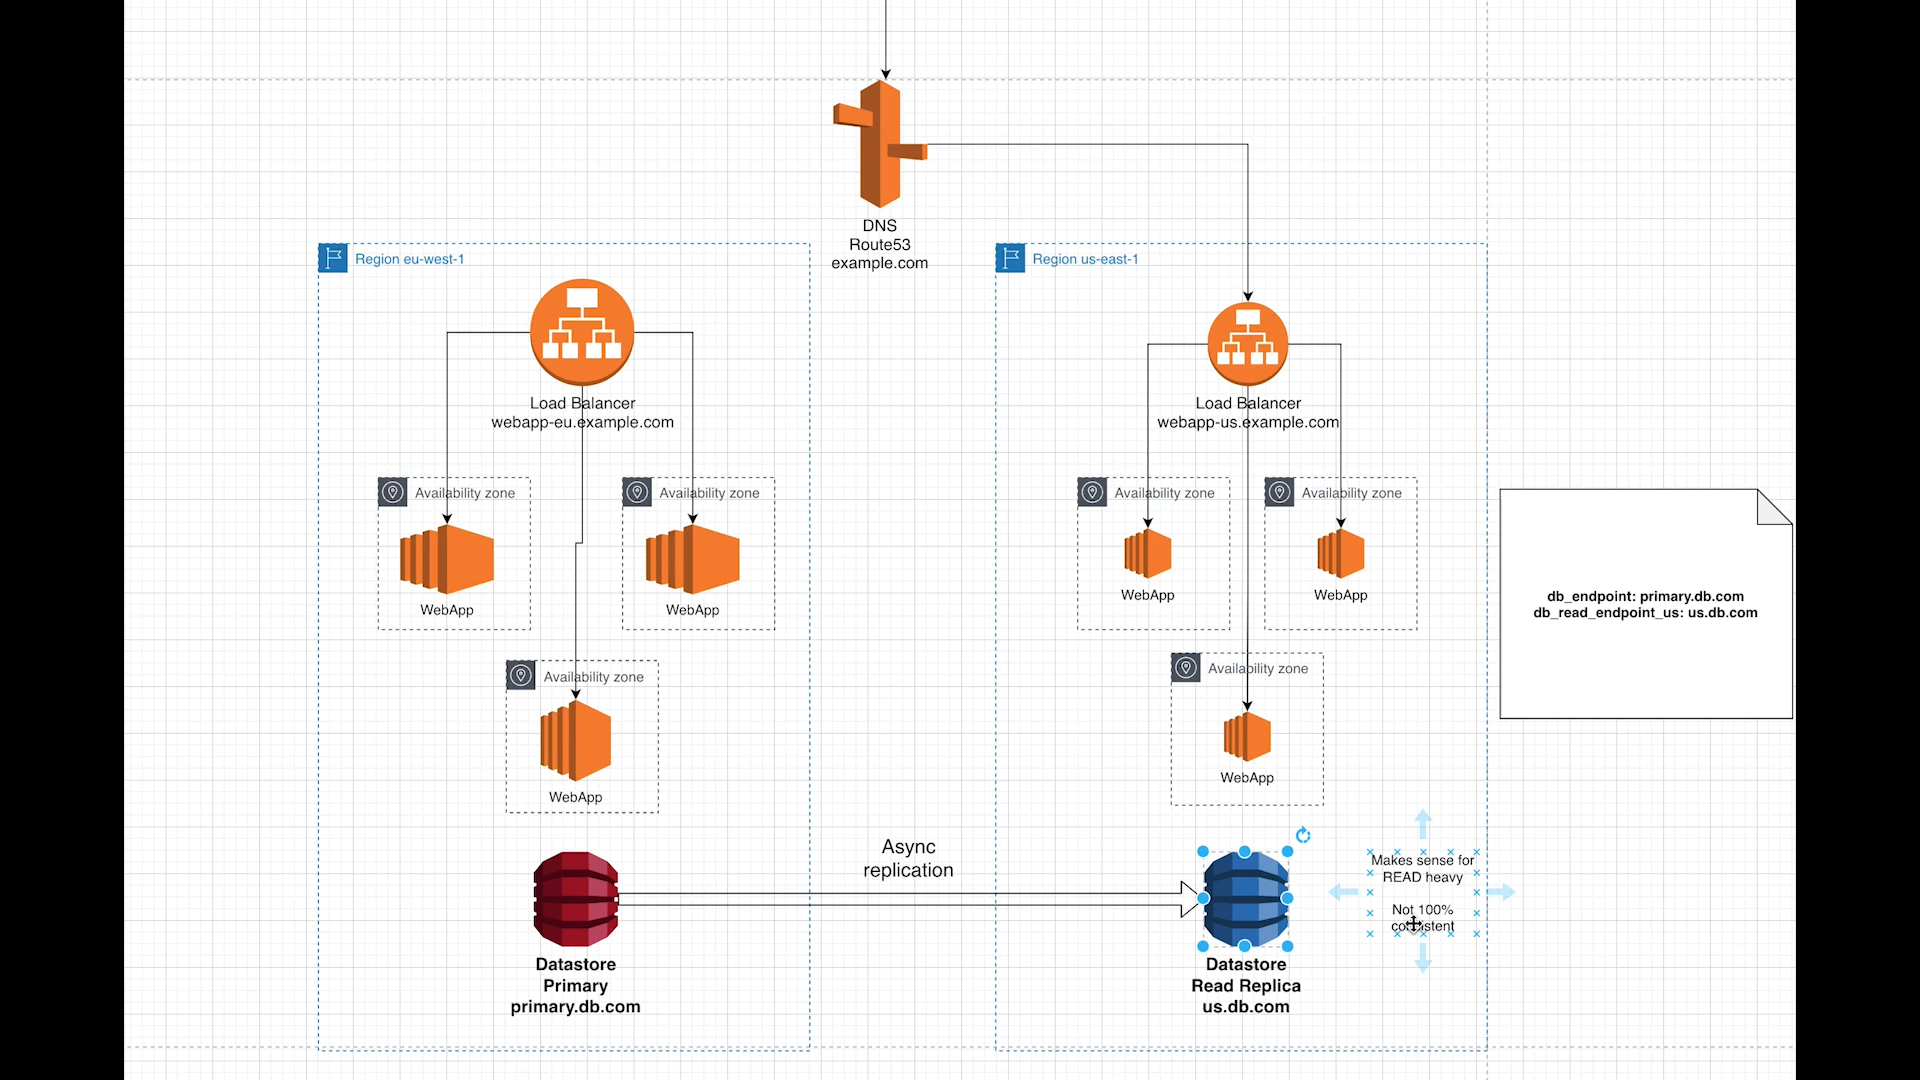 DNS
Route53
example.com
Region eu-west-1
Load Balancer
webapp-eu.example.com
Availability zone
WebApp
Availability zone
WebApp
Availability zone
WebApp
Datastore
Primary
primary.db.com
Async
replication
Region us-east-1
Load Balancer
webapp-us.example.com
Availability zone
WebApp
Availability zone
WebApp
Availability zone
WebApp
Datastore
Read Replica
us.db.com
Makes sense for
READ heavy
Not 100%
db_endpoint: primary.db.com
db_read_endpoint_us: us.db.com